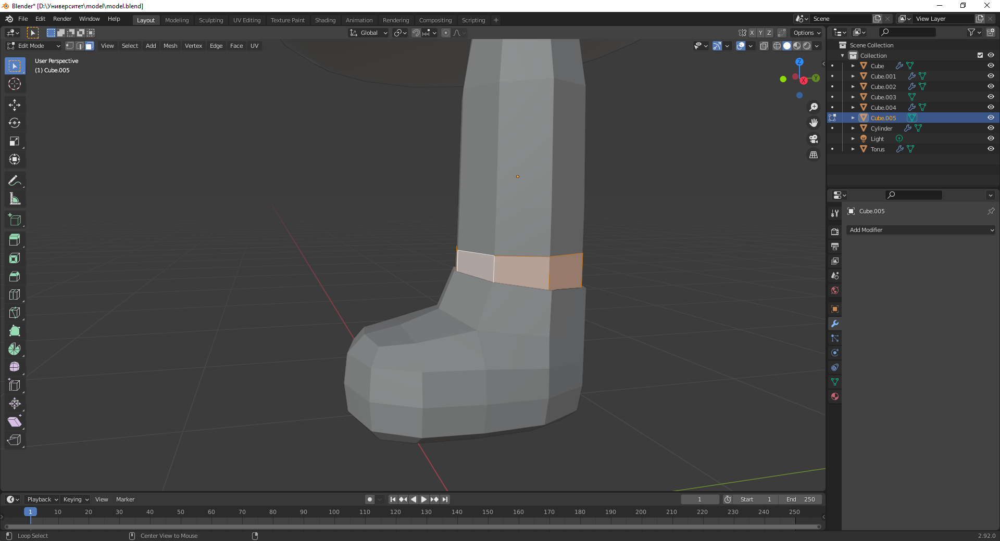 Blender* [D:\Университет\model\model.blend]
File Edit Render Window Help Layout Modeling Sculpting UV Editing Texture Paint Shading Animation Rendering Compositing Scripting + Scene View Layer
Global X Y Z Options
Edit Mode View Select Add Mesh Vertex Edge Face UV
User Perspective
(1) Cube.005
Z
X
Y
Scene Collection
Collection
Cube
Cube.001
Cube.002
Cube.003
Cube.004
Cube.005
Cylinder
Light
Torus
Cube.005
Add Modifier
Playback Keying View Marker 1 Start 1 End 250
1 10 20 30 40 50 60 70 80 90 100 110 120 130 140 150 160 170 180 190 200 210 220 230 240 250
Loop Select Center View to Mouse 2.92.0